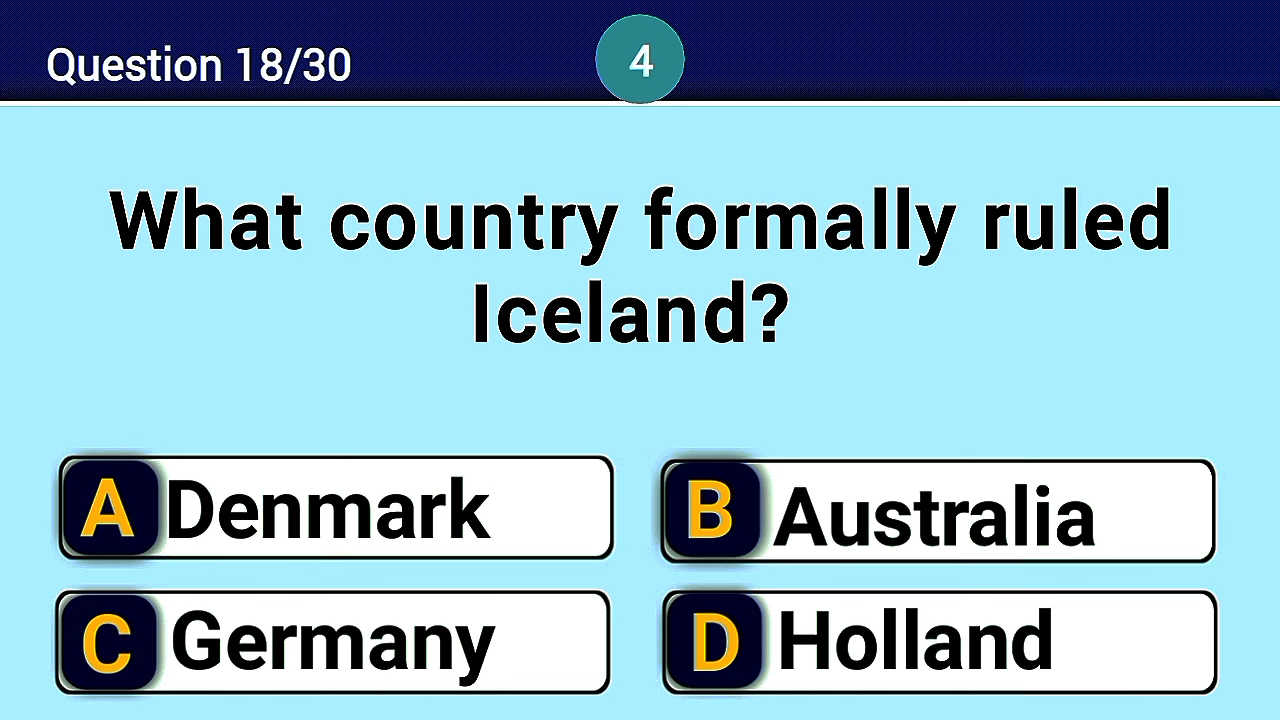 Question 18/30
4
What country formally ruled
Iceland?
A Denmark
B Australia
C Germany
D Holland